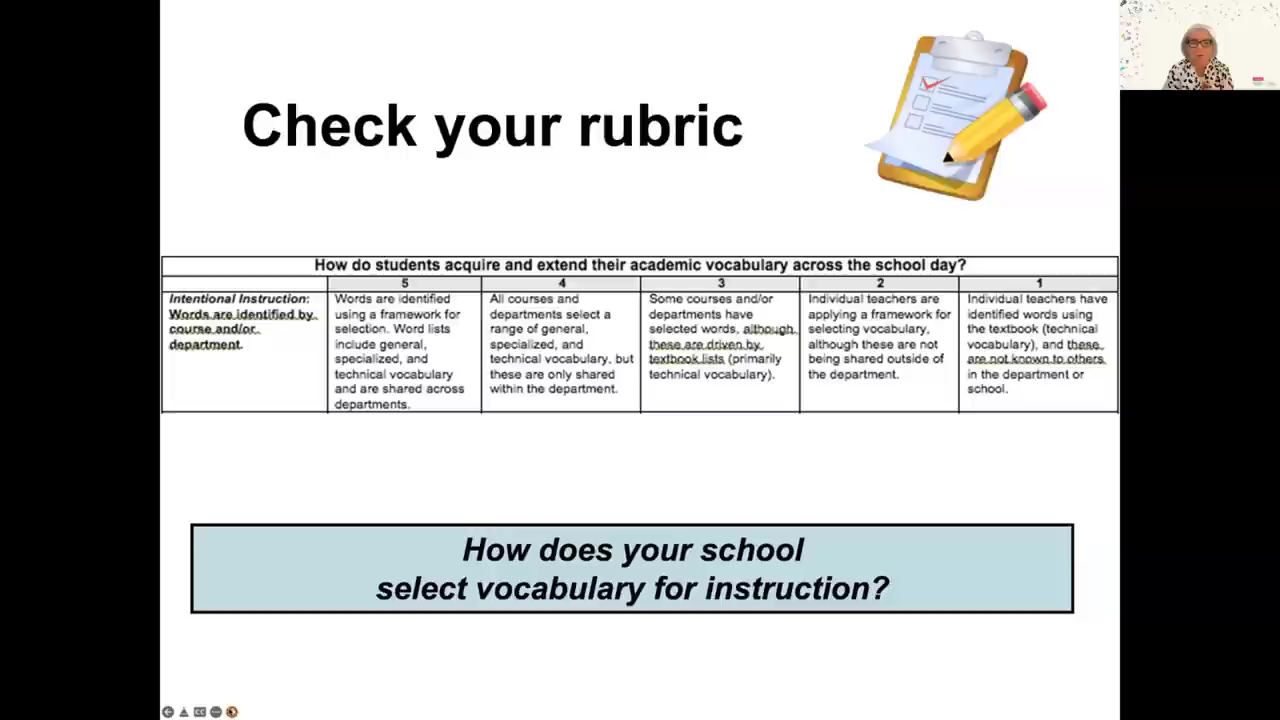 Check your rubric
How do students acquire and extend their academic vocabulary across the school day?
5
4
3
2
1
Intentional Instruction:
Words are identified by
course and/or
department.
Words are identified
using a framework for
selection. Word lists
include general,
specialized, and
technical vocabulary
and are shared across
departments.
All courses and
departments select a
range of general,
specialized, and
technical vocabulary, but
these are only shared
within the department.
Some courses and/or
departments have
selected words, although
these are driven by
textbook lists (primarily
technical vocabulary).
Individual teachers are
applying a framework for
selecting vocabulary,
although these are not
being shared outside of
the department.
Individual teachers have
identified words using
the textbook (technical
vocabulary), and these
are not known to others
in the department or
school.
How does your school
select vocabulary for instruction?
CC